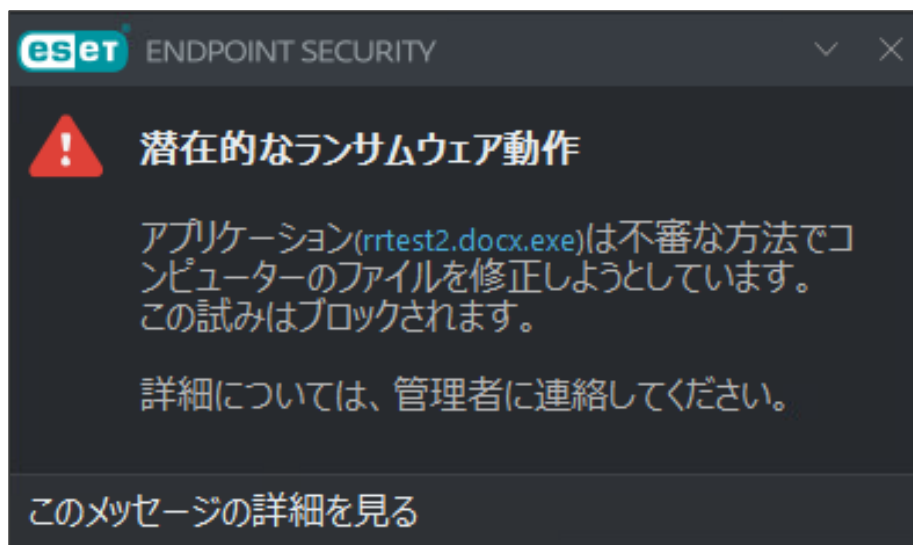 eset ENDPOINT SECURITY
潜在的なランサムウェア動作
アプリケーション(rrtest2.docx.exe)は不審な方法でコ
ンピューターのファイルを修正しようとしています。
この試みはブロックされます。
詳細については、管理者に連絡してください。
このメッセージの詳細を見る